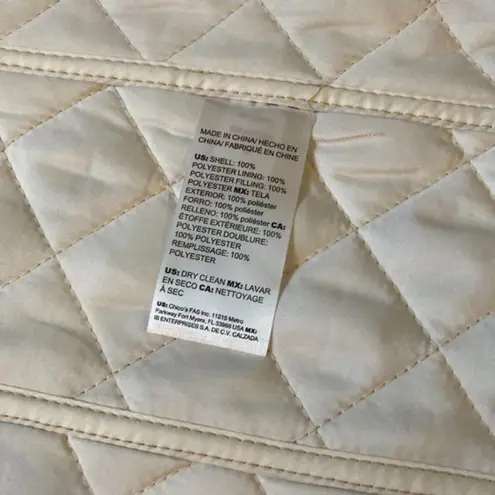 MADE IN CHINA/ HECHO EN
CHINA/ FABRIQUÉ EN CHINE
US: SHELL: 100%
POLYESTER LINING: 100%
POLYESTER FILLING: 100%
POLYESTER MX: TELA
EXTERIOR: 100% poliéster
FORRO: 100% poliéster
RELLENO: 100% poliéster CA:
ÉTOFFE EXTÉRIEURE: 100%
POLYESTER DOUBLURE:
100% POLYESTER
REMPLISSAGE: 100%
POLYESTER
US: DRY CLEAN MX: LAVAR
EN SECO CA: NETTOYAGE
À SEC
US: Chico's FAS Inc. 11215 Metro
Parkway Fort Myers, FL 33966 USA MX:
IB ENTERPRISES S.A. DE C.V. CALZADA